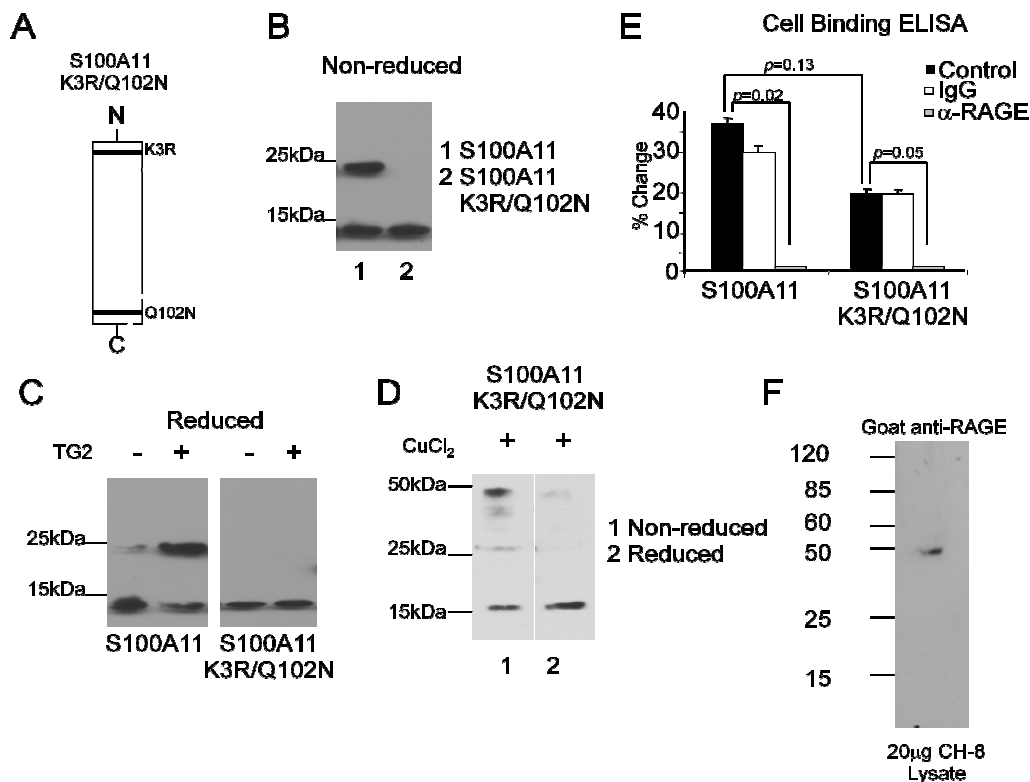 A
S100A11
K3R/Q102N
N
K3R
Q102N
C
B
Non-reduced
25kDa
15kDa
1 S100A11
2 S100A11
K3R/Q102N
1 2
E
Cell Binding ELISA
p=0.13
p=0.02
p=0.05
Control
IgG
α-RAGE
% Change
40
30
20
10
0
S100A11
S100A11
K3R/Q102N
C
Reduced
TG2 - + - +
25kDa
15kDa
S100A11
S100A11
K3R/Q102N
D
S100A11
K3R/Q102N
CuCl₂ + +
50kDa
25kDa
15kDa
1 Non-reduced
2 Reduced
1 2
F
Goat anti-RAGE
120
85
60
50
25
15
20µg CH-8
Lysate